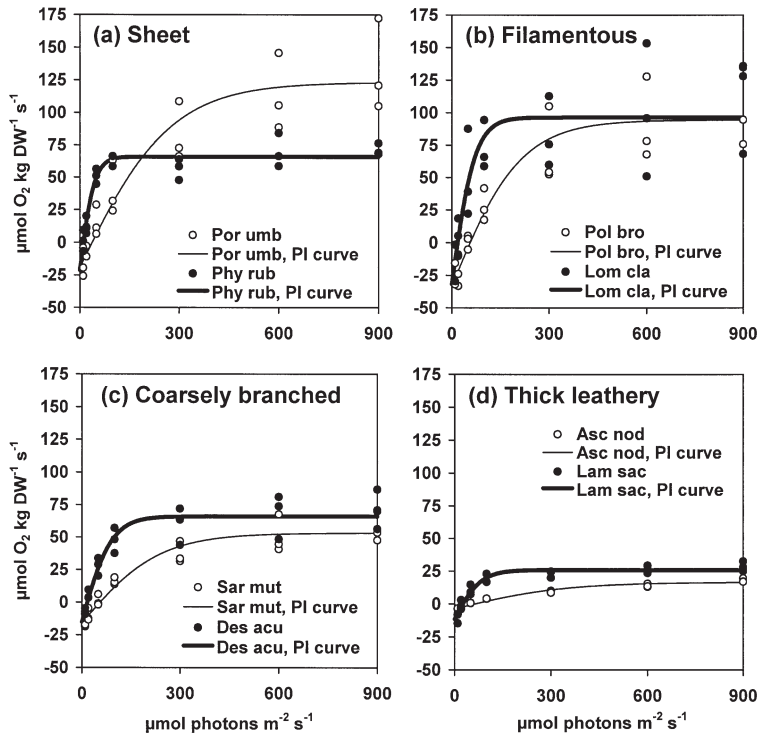 (a) Sheet
175
150
125
100
75
50
25
0
-25
-50
µmol O₂ kg DW⁻¹ s⁻¹
Por umb
Por umb, PI curve
Phy rub
Phy rub, PI curve
0 300 600 900
(b) Filamentous
175
150
125
100
75
50
25
0
-25
-50
Pol bro
Pol bro, PI curve
Lom cla
Lom cla, PI curve
0 300 600 900
(c) Coarsely branched
175
150
125
100
75
50
25
0
-25
-50
µmol O₂ kg DW⁻¹ s⁻¹
Sar mut
Sar mut, PI curve
Des acu
Des acu, PI curve
0 300 600 900
µmol photons m⁻² s⁻¹
(d) Thick leathery
175
150
125
100
75
50
25
0
-25
-50
Asc nod
Asc nod, PI curve
Lam sac
Lam sac, PI curve
0 300 600 900
µmol photons m⁻² s⁻¹